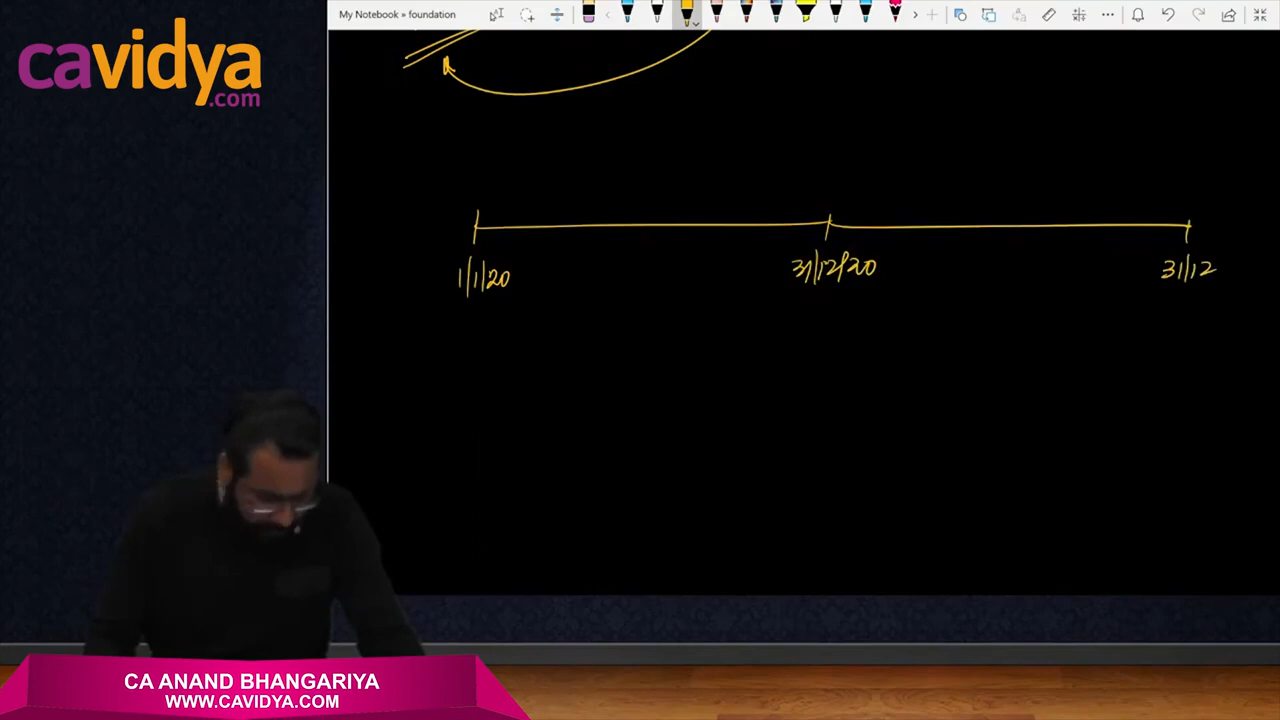 cavidya
.com
My Notebook » foundation
1/1/20
31/12/20
31/12
CA ANAND BHANGARIYA
WWW.CAVIDYA.COM